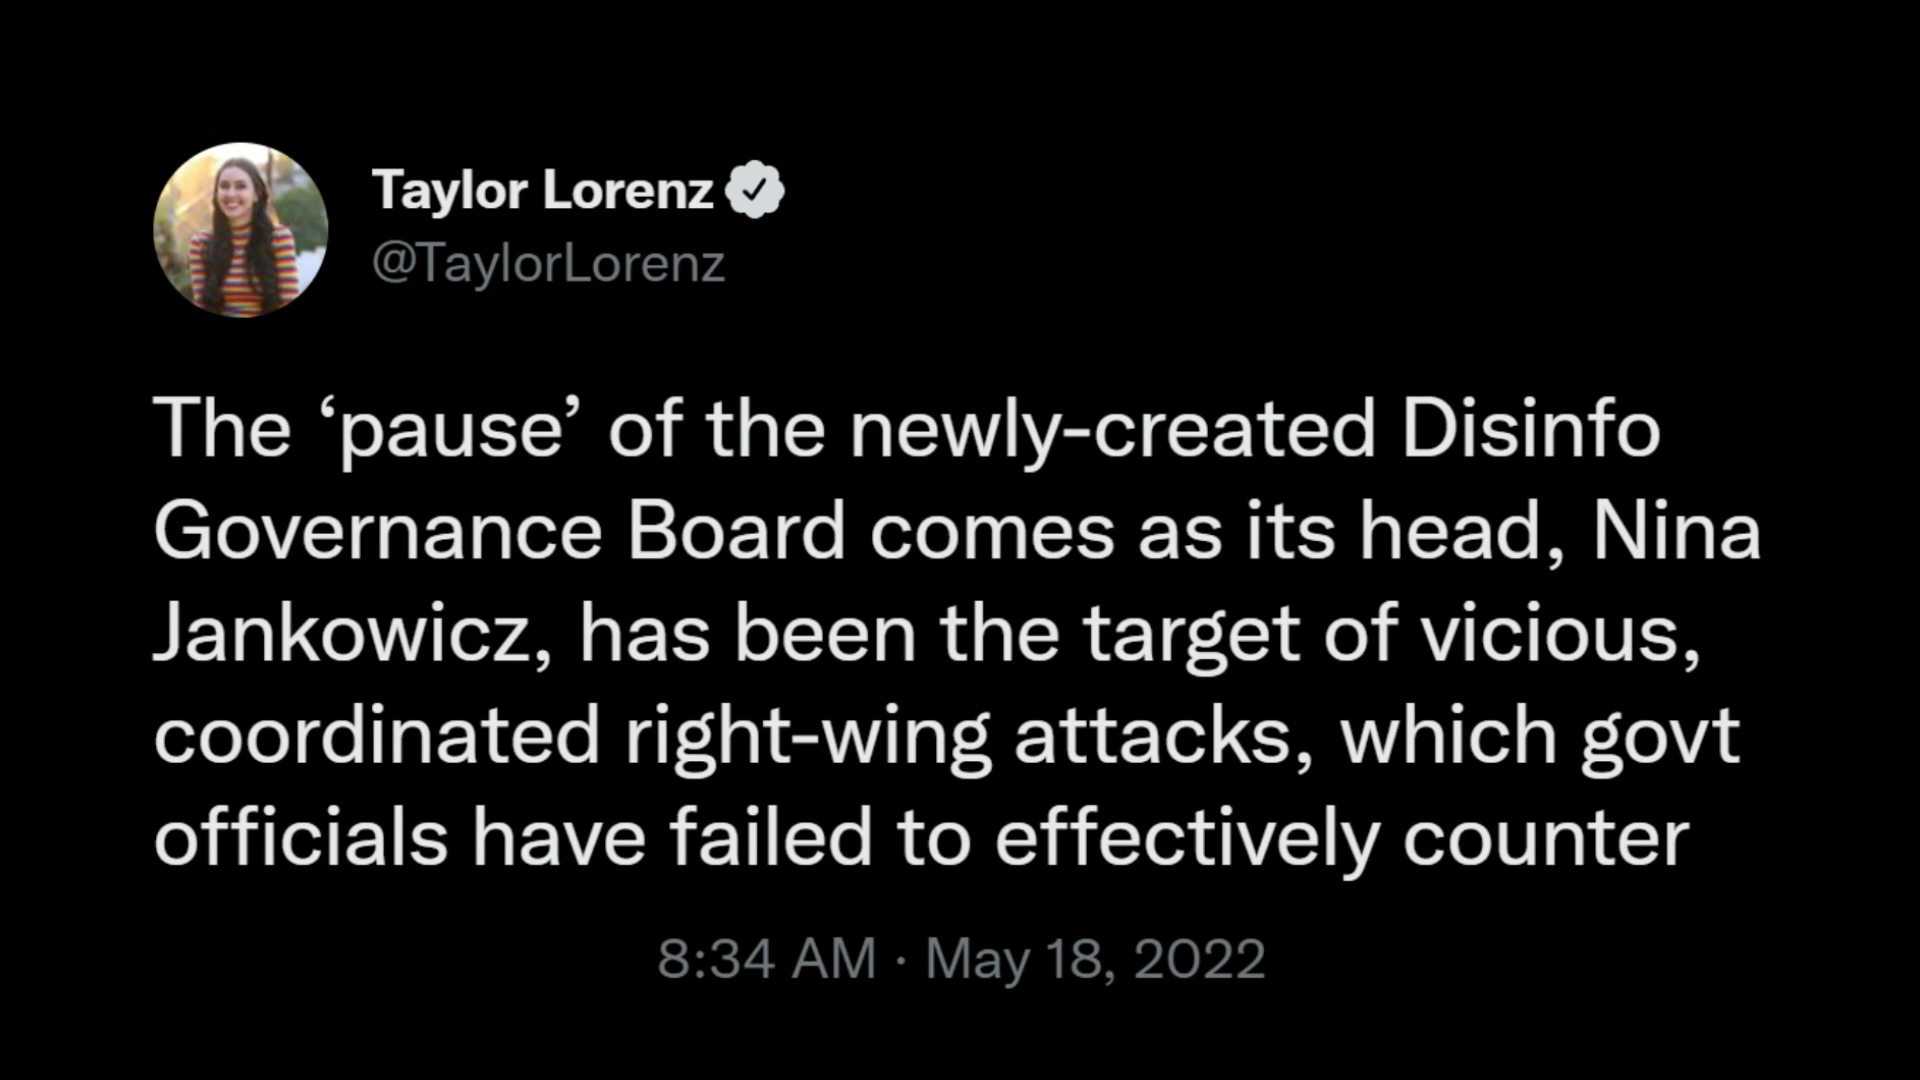 Taylor Lorenz
@TaylorLorenz
The ‘pause’ of the newly-created Disinfo
Governance Board comes as its head, Nina
Jankowicz, has been the target of vicious,
coordinated right-wing attacks, which govt
officials have failed to effectively counter
8:34 AM · May 18, 2022